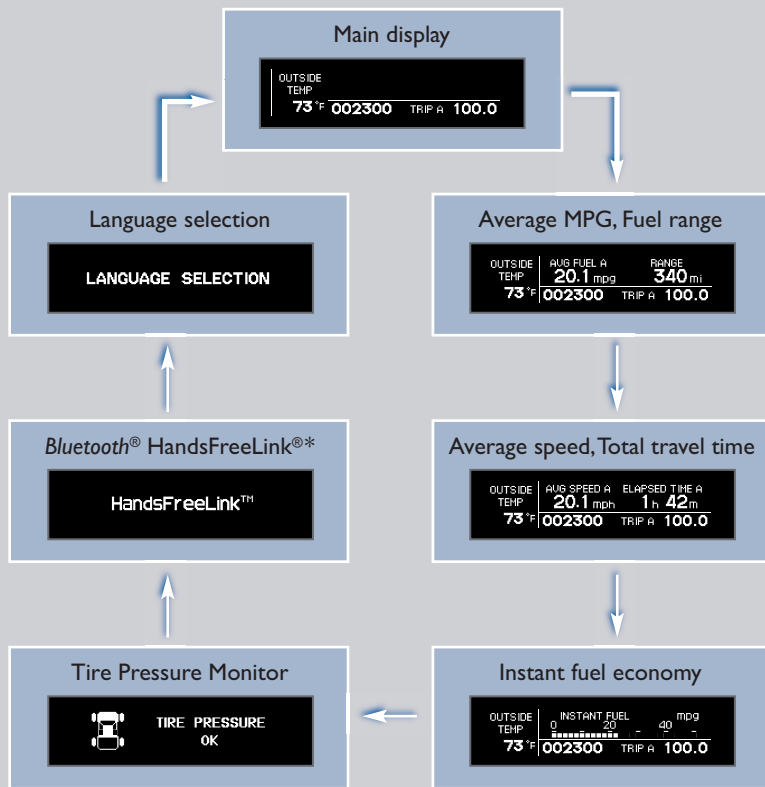 Main display
OUTSIDE
TEMP
73°F 002300 TRIP A 100.0
Language selection
LANGUAGE SELECTION
Average MPG, Fuel range
OUTSIDE AVG FUEL A RANGE
TEMP 20.1 mpg 340 mi
73°F 002300 TRIP A 100.0
Bluetooth® HandsFreeLink®*
HandsFreeLink™
Average speed, Total travel time
OUTSIDE AVG SPEED A ELAPSED TIME A
TEMP 20.1 mph 1h 42m
73°F 002300 TRIP A 100.0
Tire Pressure Monitor
TIRE PRESSURE
OK
Instant fuel economy
OUTSIDE INSTANT FUEL mpg
TEMP 0 20 40
73°F 002300 TRIP A 100.0